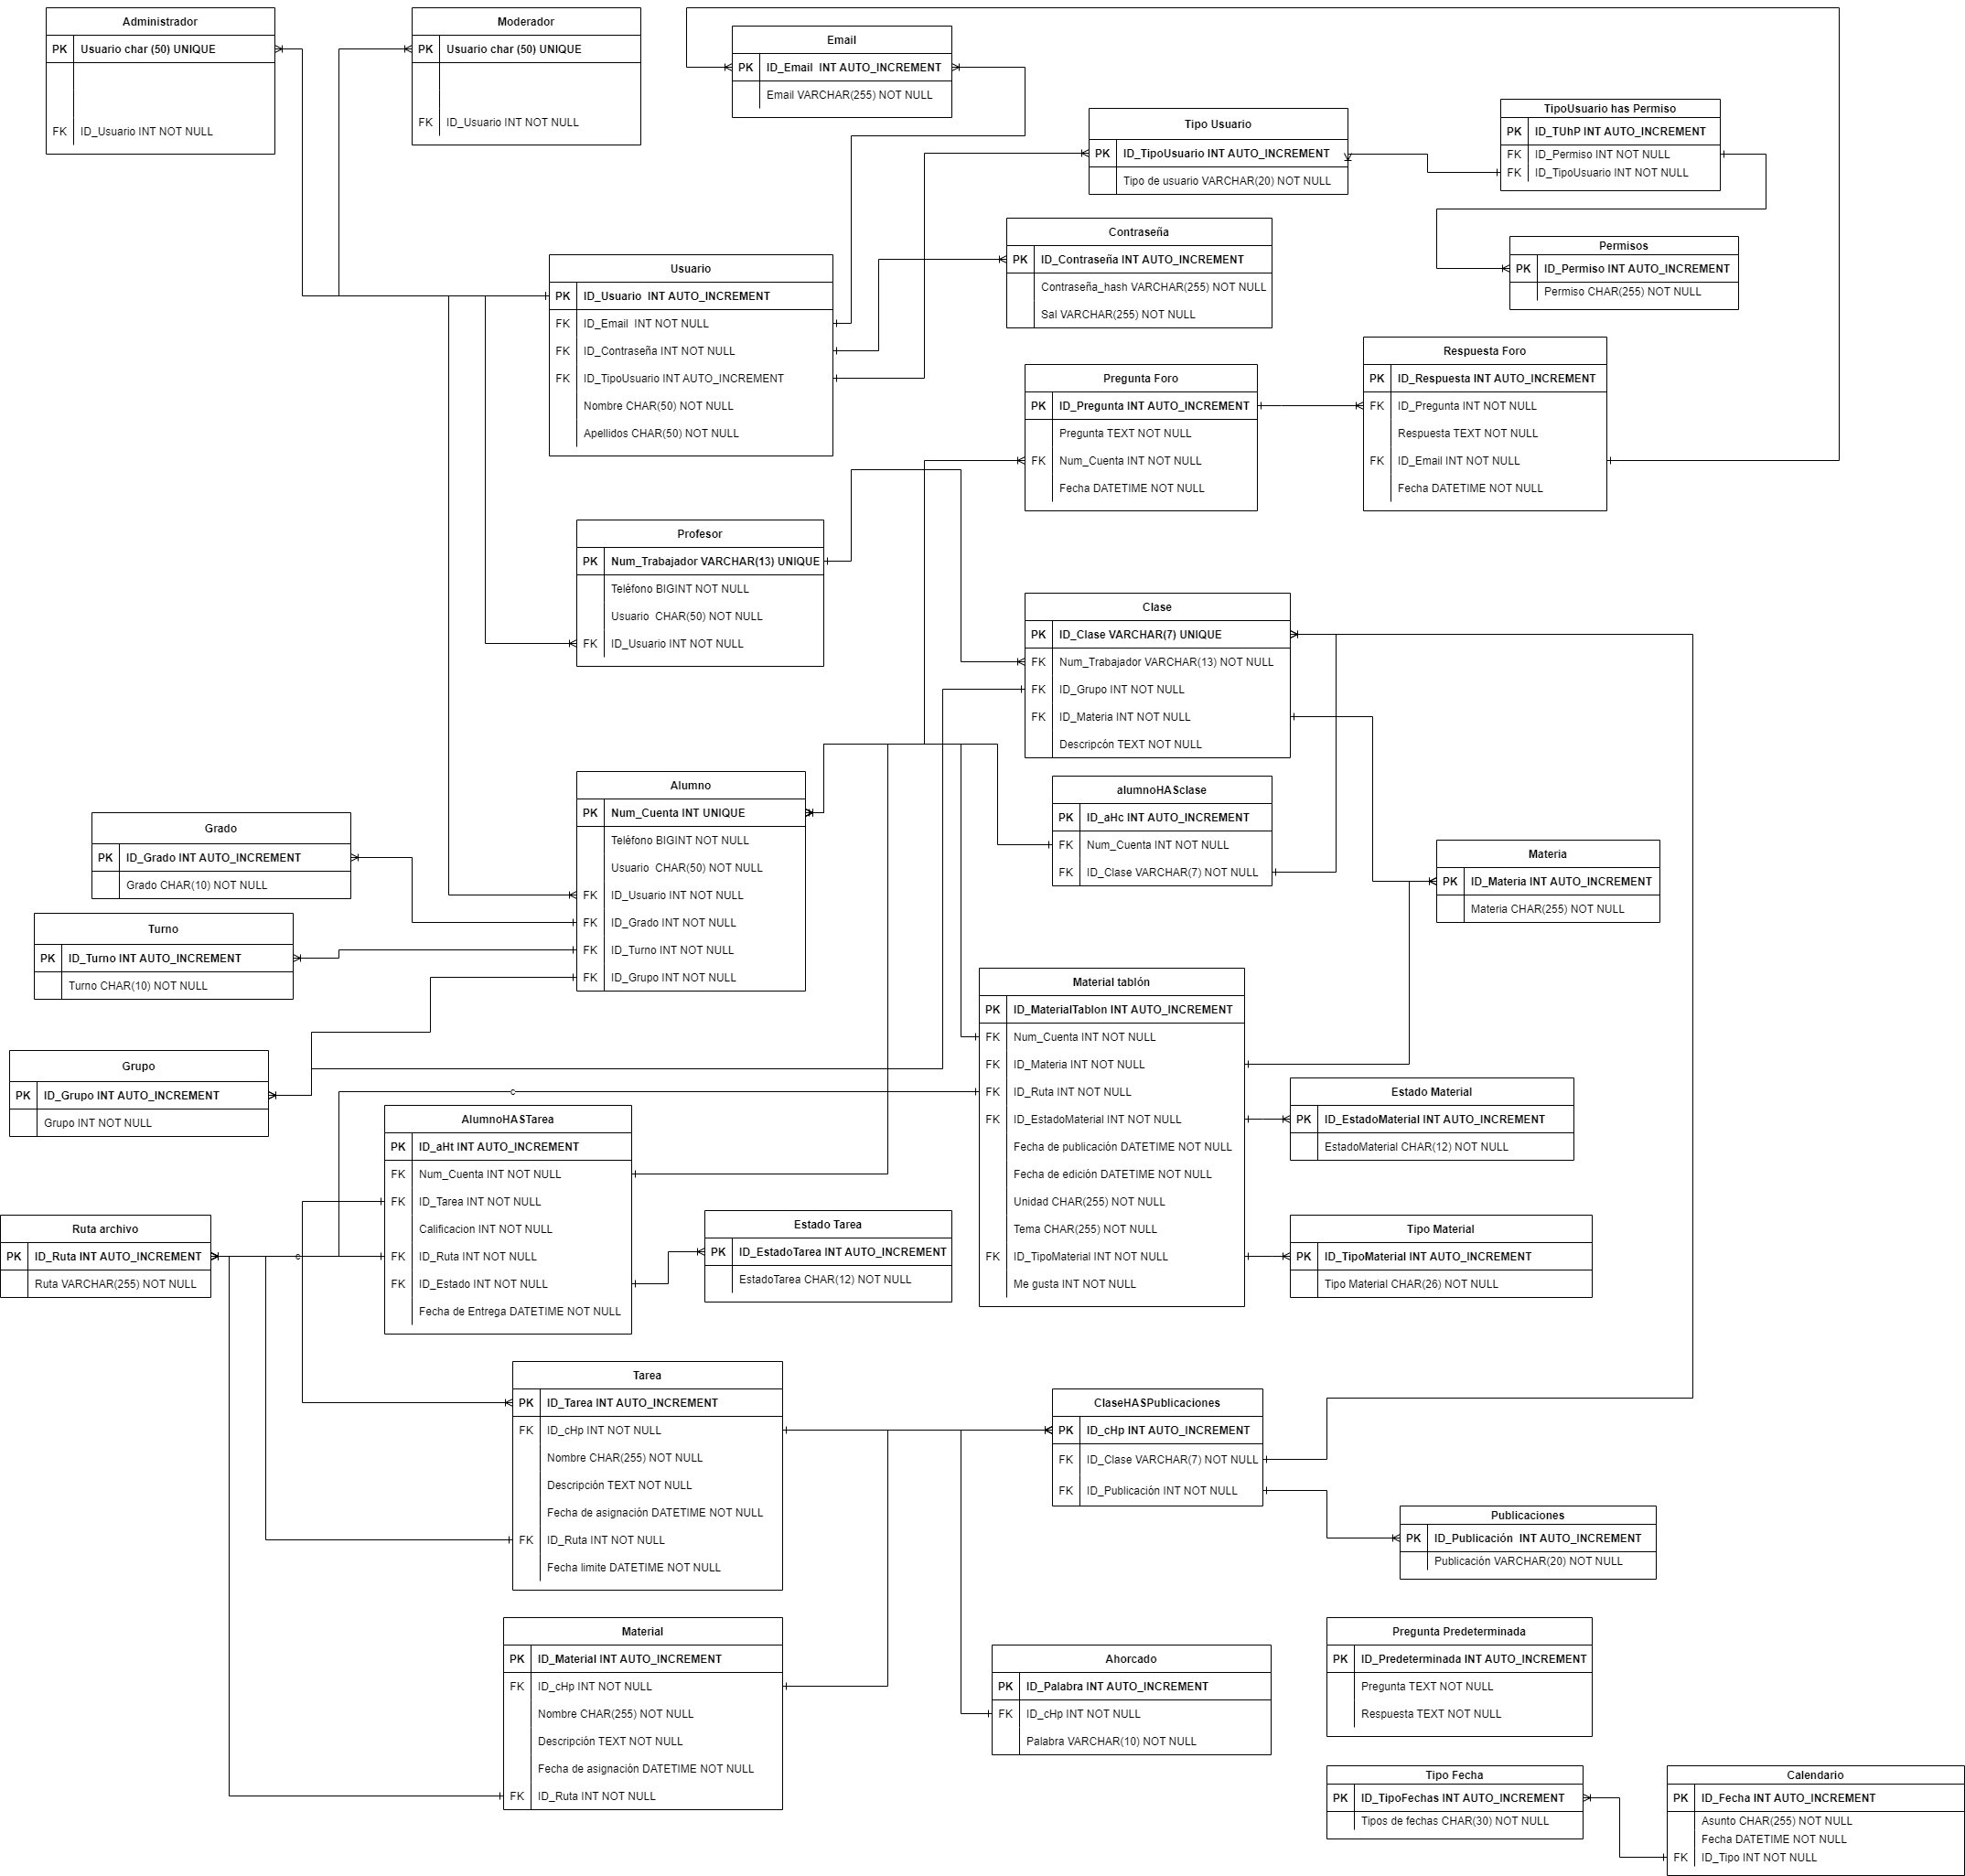 Administrador
PK Usuario char (50) UNIQUE
FK ID_Usuario INT NOT NULL
Moderador
PK Usuario char (50) UNIQUE
FK ID_Usuario INT NOT NULL
Email
PK ID_Email INT AUTO_INCREMENT
Email VARCHAR(255) NOT NULL
Tipo Usuario
PK ID_TipoUsuario INT AUTO_INCREMENT
Tipo de usuario VARCHAR(20) NOT NULL
TipoUsuario has Permiso
PK ID_TUhP INT AUTO_INCREMENT
FK ID_Permiso INT NOT NULL
FK ID_TipoUsuario INT NOT NULL
Contraseña
PK ID_Contraseña INT AUTO_INCREMENT
Contraseña_hash VARCHAR(255) NOT NULL
Sal VARCHAR(255) NOT NULL
Permisos
PK ID_Permiso INT AUTO_INCREMENT
Permiso CHAR(255) NOT NULL
Usuario
PK ID_Usuario INT AUTO_INCREMENT
FK ID_Email INT NOT NULL
FK ID_Contraseña INT NOT NULL
FK ID_TipoUsuario INT AUTO_INCREMENT
Nombre CHAR(50) NOT NULL
Apellidos CHAR(50) NOT NULL
Pregunta Foro
PK ID_Pregunta INT AUTO_INCREMENT
Pregunta TEXT NOT NULL
FK Num_Cuenta INT NOT NULL
Fecha DATETIME NOT NULL
Respuesta Foro
PK ID_Respuesta INT AUTO_INCREMENT
FK ID_Pregunta INT NOT NULL
Respuesta TEXT NOT NULL
FK ID_Email INT NOT NULL
Fecha DATETIME NOT NULL
Profesor
PK Num_Trabajador VARCHAR(13) UNIQUE
Teléfono BIGINT NOT NULL
Usuario CHAR(50) NOT NULL
FK ID_Usuario INT NOT NULL
Clase
PK ID_Clase VARCHAR(7) UNIQUE
FK Num_Trabajador VARCHAR(13) NOT NULL
FK ID_Grupo INT NOT NULL
FK ID_Materia INT NOT NULL
Descripcón TEXT NOT NULL
Alumno
PK Num_Cuenta INT UNIQUE
Teléfono BIGINT NOT NULL
Usuario CHAR(50) NOT NULL
FK ID_Usuario INT NOT NULL
FK ID_Grado INT NOT NULL
FK ID_Turno INT NOT NULL
FK ID_Grupo INT NOT NULL
alumnoHASclase
PK ID_aHc INT AUTO_INCREMENT
FK Num_Cuenta INT NOT NULL
FK ID_Clase VARCHAR(7) NOT NULL
Grado
PK ID_Grado INT AUTO_INCREMENT
Grado CHAR(10) NOT NULL
Materia
PK ID_Materia INT AUTO_INCREMENT
Materia CHAR(255) NOT NULL
Turno
PK ID_Turno INT AUTO_INCREMENT
Turno CHAR(10) NOT NULL
Grupo
PK ID_Grupo INT AUTO_INCREMENT
Grupo INT NOT NULL
Material tablón
PK ID_MaterialTablon INT AUTO_INCREMENT
FK Num_Cuenta INT NOT NULL
FK ID_Materia INT NOT NULL
FK ID_Ruta INT NOT NULL
FK ID_EstadoMaterial INT NOT NULL
Fecha de publicación DATETIME NOT NULL
Fecha de edición DATETIME NOT NULL
Unidad CHAR(255) NOT NULL
Tema CHAR(255) NOT NULL
FK ID_TipoMaterial INT NOT NULL
Me gusta INT NOT NULL
Estado Material
PK ID_EstadoMaterial INT AUTO_INCREMENT
EstadoMaterial CHAR(12) NOT NULL
AlumnoHASTarea
PK ID_aHt INT AUTO_INCREMENT
FK Num_Cuenta INT NOT NULL
FK ID_Tarea INT NOT NULL
Calificacion INT NOT NULL
FK ID_Ruta INT NOT NULL
FK ID_Estado INT NOT NULL
Fecha de Entrega DATETIME NOT NULL
Ruta archivo
PK ID_Ruta INT AUTO_INCREMENT
Ruta VARCHAR(255) NOT NULL
Estado Tarea
PK ID_EstadoTarea INT AUTO_INCREMENT
EstadoTarea CHAR(12) NOT NULL
Tipo Material
PK ID_TipoMaterial INT AUTO_INCREMENT
Tipo Material CHAR(26) NOT NULL
Tarea
PK ID_Tarea INT AUTO_INCREMENT
FK ID_cHp INT NOT NULL
Nombre CHAR(255) NOT NULL
Descripción TEXT NOT NULL
Fecha de asignación DATETIME NOT NULL
FK ID_Ruta INT NOT NULL
Fecha limite DATETIME NOT NULL
ClaseHASPublicaciones
PK ID_cHp INT AUTO_INCREMENT
FK ID_Clase VARCHAR(7) NOT NULL
FK ID_Publicación INT NOT NULL
Publicaciones
PK ID_Publicación INT AUTO_INCREMENT
Publicación VARCHAR(20) NOT NULL
Material
PK ID_Material INT AUTO_INCREMENT
FK ID_cHp INT NOT NULL
Nombre CHAR(255) NOT NULL
Descripción TEXT NOT NULL
Fecha de asignación DATETIME NOT NULL
FK ID_Ruta INT NOT NULL
Ahorcado
PK ID_Palabra INT AUTO_INCREMENT
FK ID_cHp INT NOT NULL
Palabra VARCHAR(10) NOT NULL
Pregunta Predeterminada
PK ID_Predeterminada INT AUTO_INCREMENT
Pregunta TEXT NOT NULL
Respuesta TEXT NOT NULL
Tipo Fecha
PK ID_TipoFechas INT AUTO_INCREMENT
Tipos de fechas CHAR(30) NOT NULL
Calendario
PK ID_Fecha INT AUTO_INCREMENT
Asunto CHAR(255) NOT NULL
Fecha DATETIME NOT NULL
FK ID_Tipo INT NOT NULL